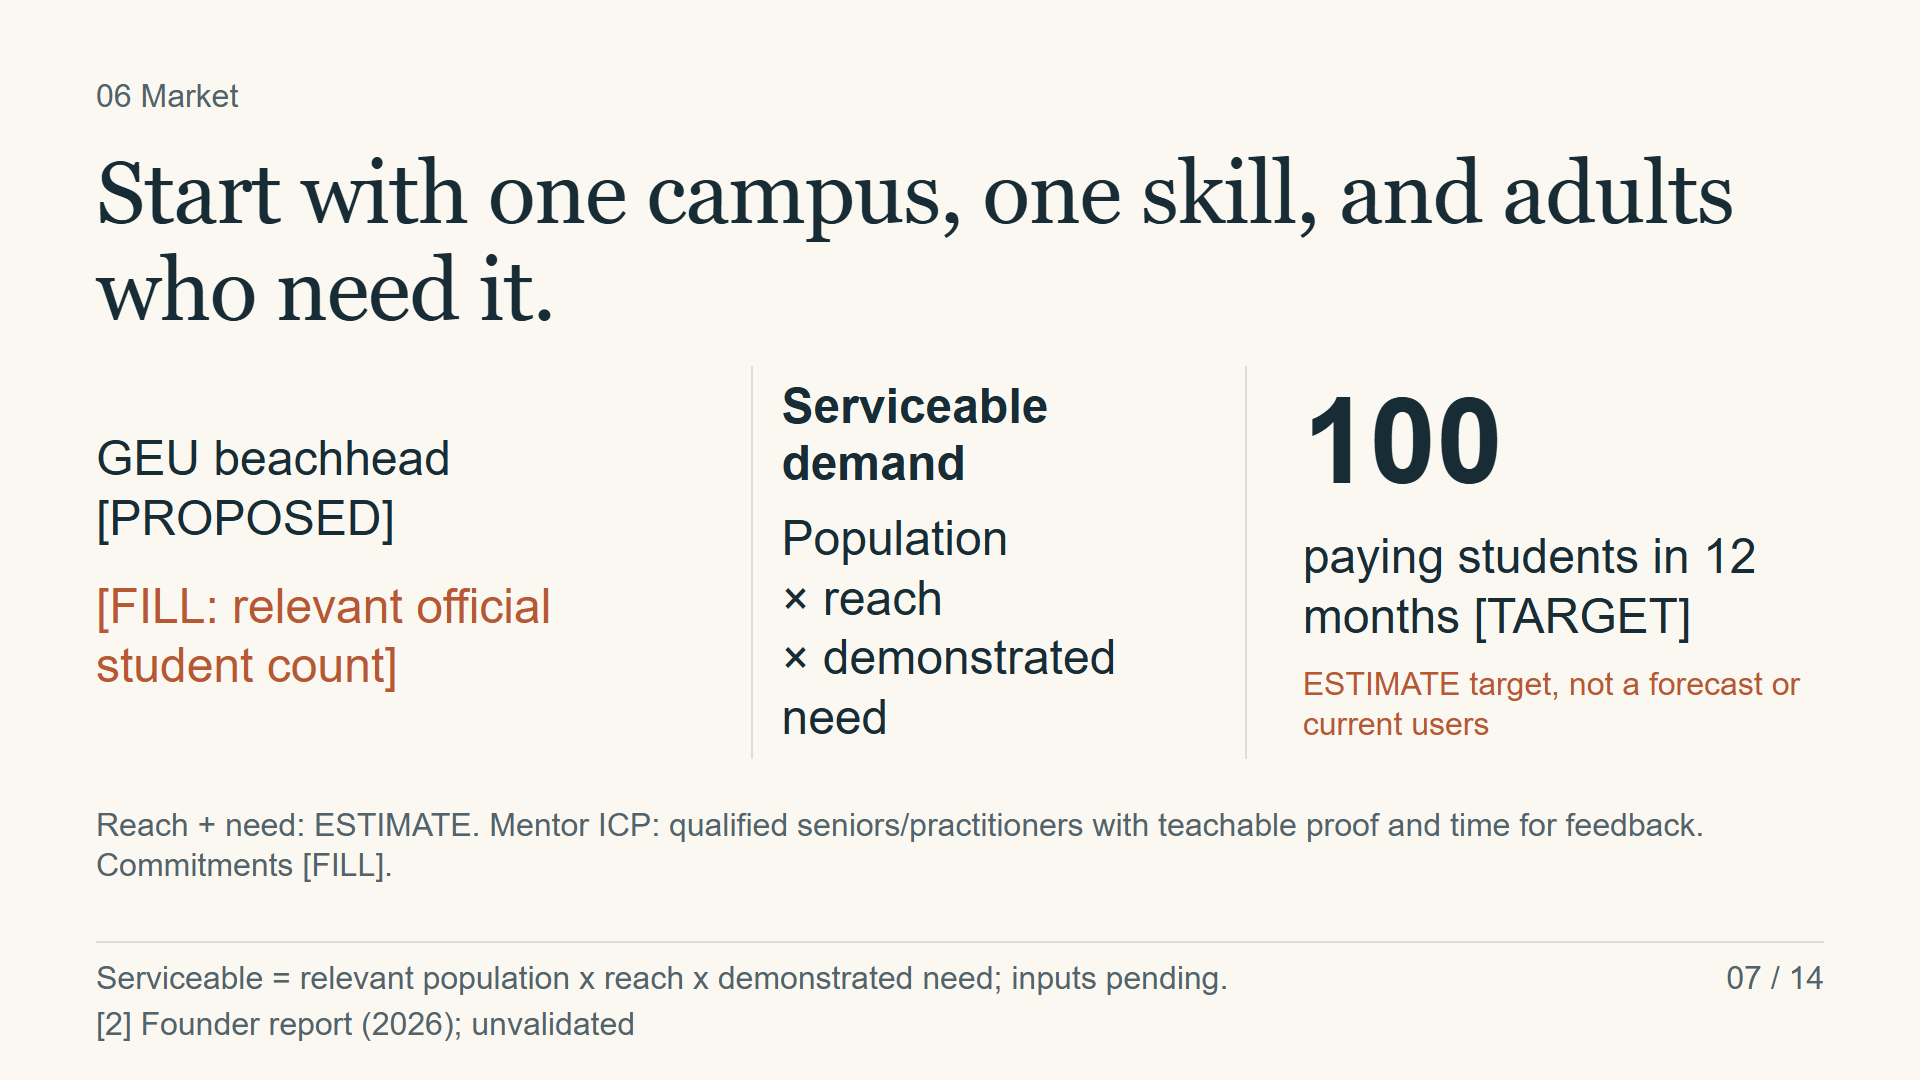 06 Market
Start with one campus, one skill, and adults
who need it.
GEU beachhead
[PROPOSED]
[FILL: relevant official
student count]
Serviceable
demand
Population
× reach
× demonstrated
need
100
paying students in 12
months [TARGET]
ESTIMATE target, not a forecast or
current users
Reach + need: ESTIMATE. Mentor ICP: qualified seniors/practitioners with teachable proof and time for feedback.
Commitments [FILL].
Serviceable = relevant population x reach x demonstrated need; inputs pending.
07 / 14
[2] Founder report (2026); unvalidated